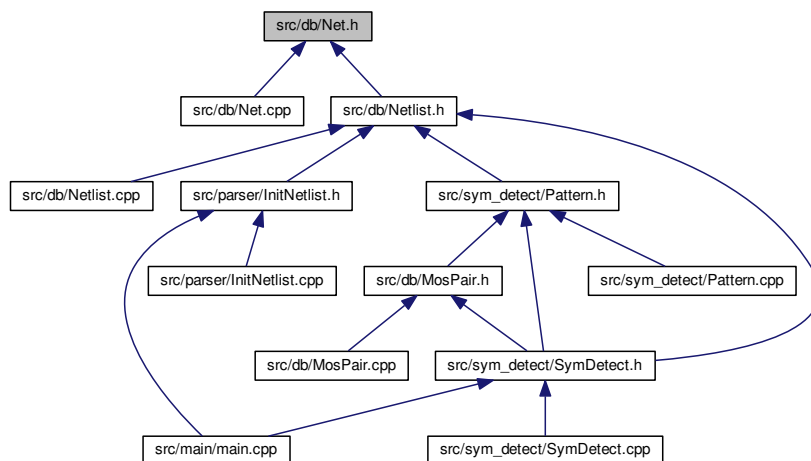 src/db/Net.h
src/db/Net.cpp
src/db/Netlist.h
src/db/Netlist.cpp
src/parser/InitNetlist.h
src/sym_detect/Pattern.h
src/parser/InitNetlist.cpp
src/db/MosPair.h
src/sym_detect/Pattern.cpp
src/db/MosPair.cpp
src/sym_detect/SymDetect.h
src/main/main.cpp
src/sym_detect/SymDetect.cpp